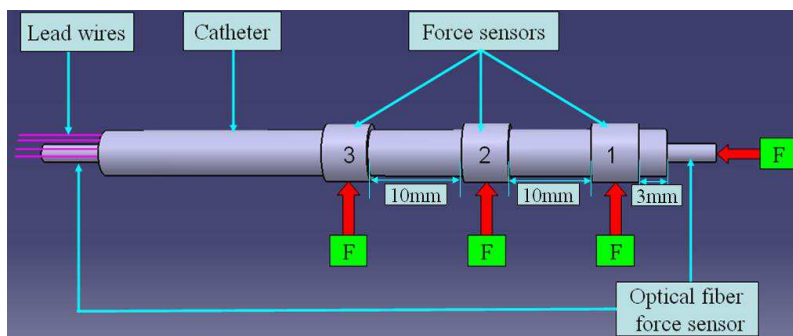 Lead wires
Catheter
Force sensors
3
2
1
F
10mm
10mm
3mm
F
F
F
Optical fiber
force sensor